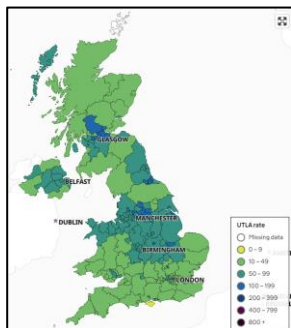 GLASGOW
BELFAST
DUBLIN
MANCHESTER
BIRMINGHAM
LONDON
UTLA rate
Missing data
0 – 9
10 – 49
50 – 99
100 – 199
200 – 399
400 – 799
800 +